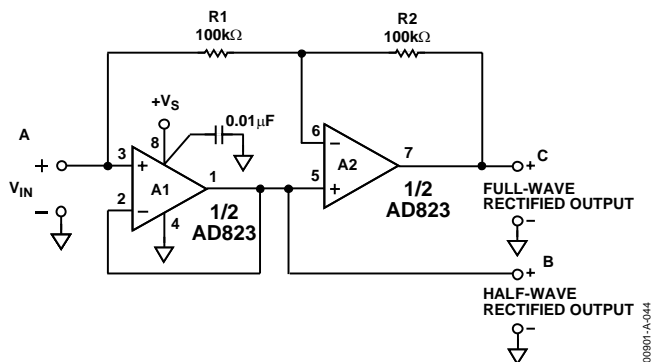 R1
100kΩ
R2
100kΩ
+VS
0.01µF
A
+
VIN
–
3
+
2
–
8
A1
4
1
1/2
AD823
6
–
5
+
A2
7
1/2
AD823
+ C
FULL-WAVE
RECTIFIED OUTPUT
–
+ B
HALF-WAVE
RECTIFIED OUTPUT
–
00901-A-044